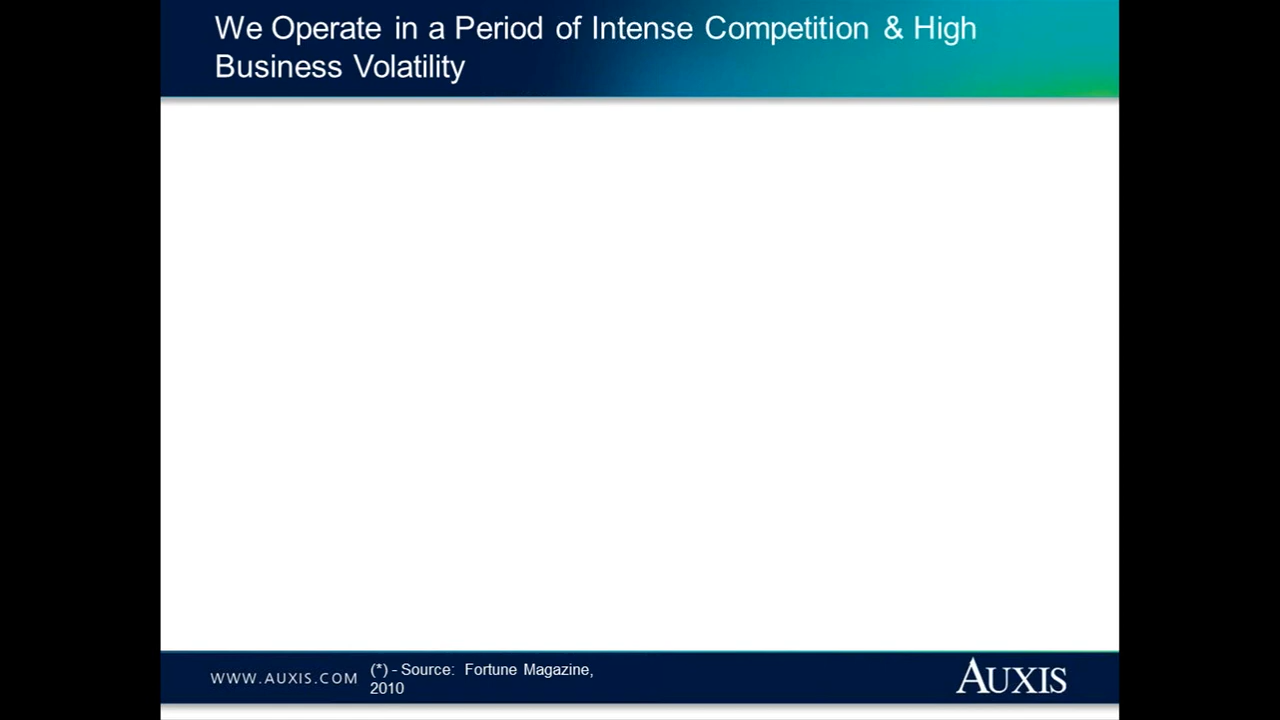 We Operate in a Period of Intense Competition & High
Business Volatility
WWW.AUXIS.COM
(*) - Source:  Fortune Magazine,
2010
AUXIS